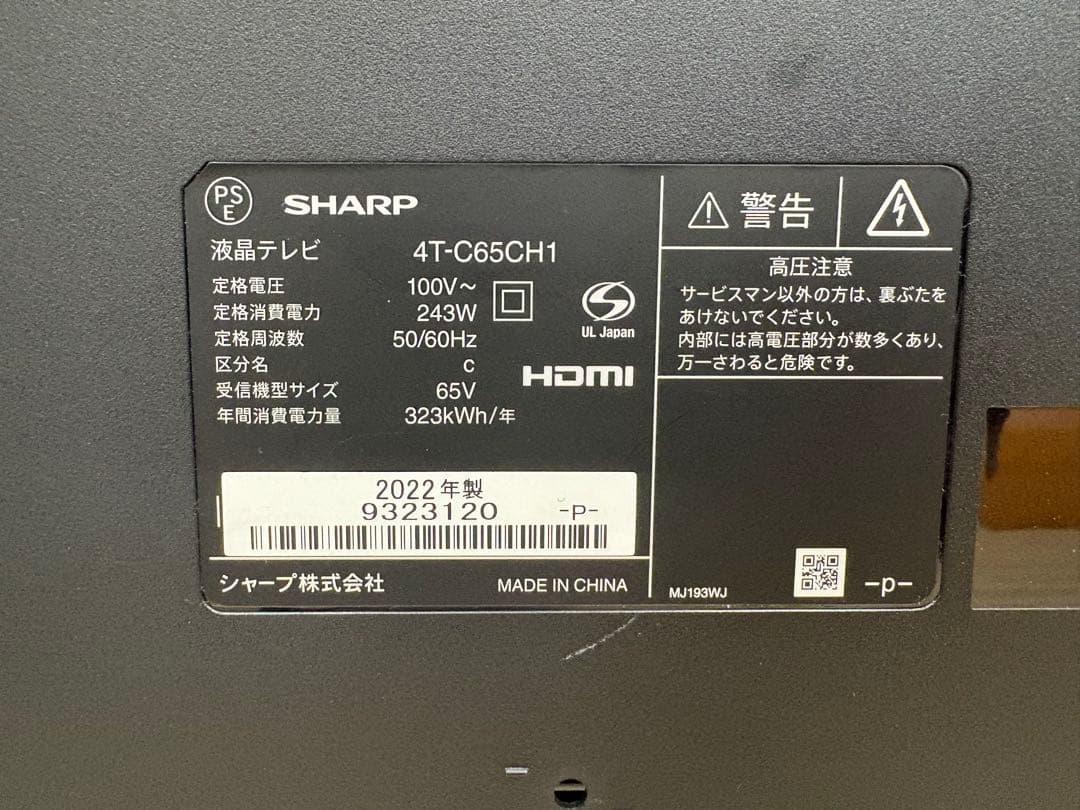 PS
E
SHARP
液晶テレビ 4T-C65CH1
定格電圧 100V～
定格消費電力 243W
定格周波数 50/60Hz
区分名 C
受信機型サイズ 65V
年間消費電力量 323kWh/年
UL Japan
HDMI
2022年製
9323120 -P-
シャープ株式会社 MADE IN CHINA
警告
高圧注意
サービスマン以外の方は、裏ぶたを
あけないでください。
内部には高電圧部分が数多くあり、
万一さわると危険です。
MJ193WJ -p-